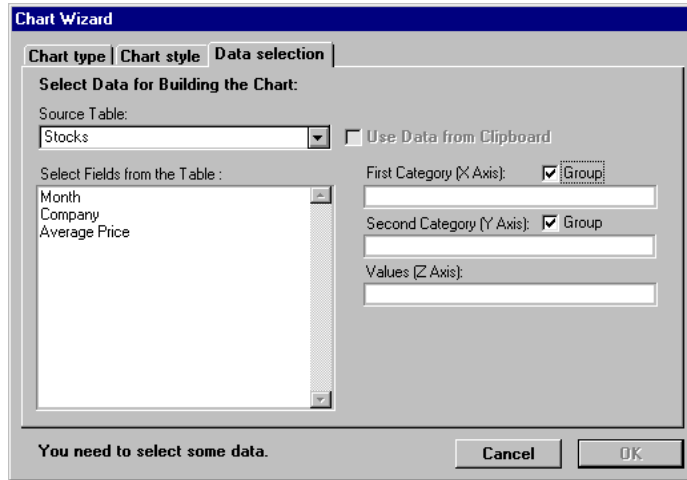 Chart Wizard
Chart type Chart style Data selection
Select Data for Building the Chart:
Source Table:
Stocks
Use Data from Clipboard
Select Fields from the Table :
Month
Company
Average Price
First Category (X Axis): Group
Second Category (Y Axis): Group
Values (Z Axis):
You need to select some data.
Cancel OK